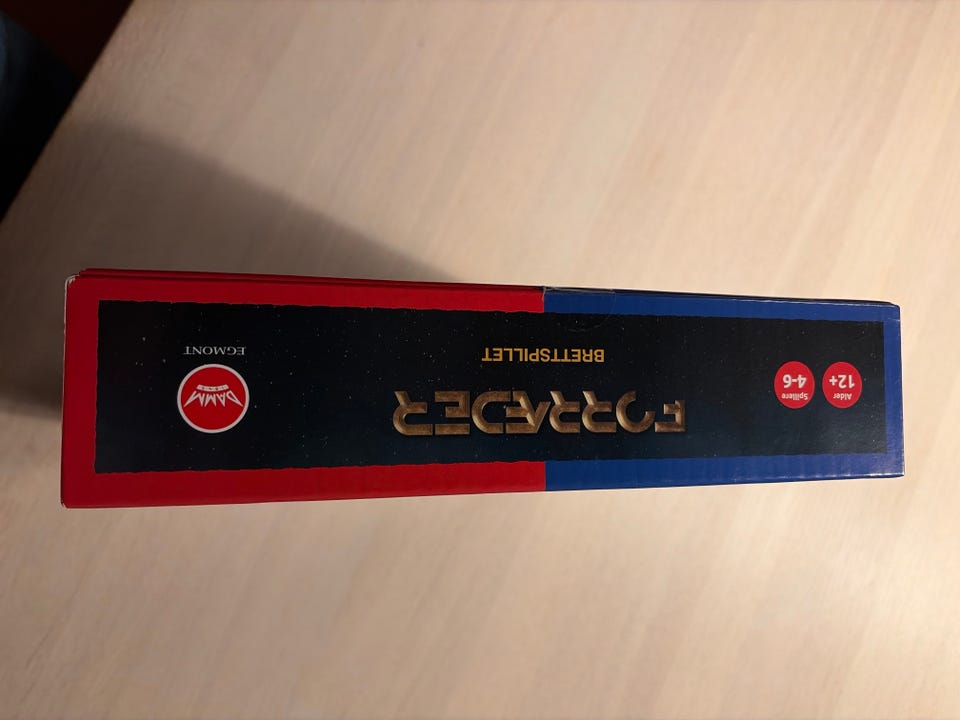 Alder
12+
Spillere
4-6
FORRÆDER
BRETTSPILLET
DAMM
EGMONT